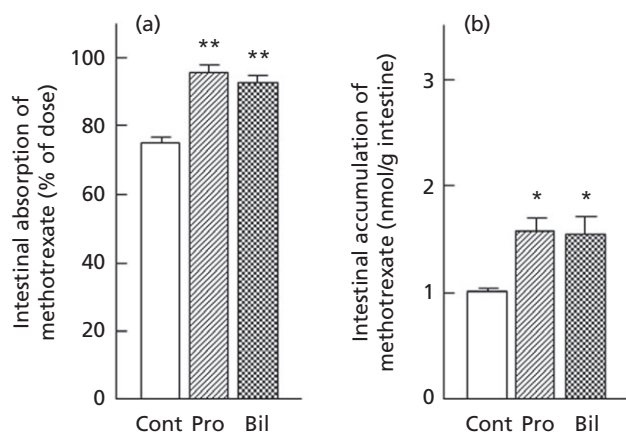 (a)
Intestinal absorption of
methotrexate (% of dose)
100
80
60
40
20
0
** **
Cont Pro Bil
(b)
Intestinal accumulation of
methotrexate (nmol/g intestine)
3
2
1
0
* *
Cont Pro Bil